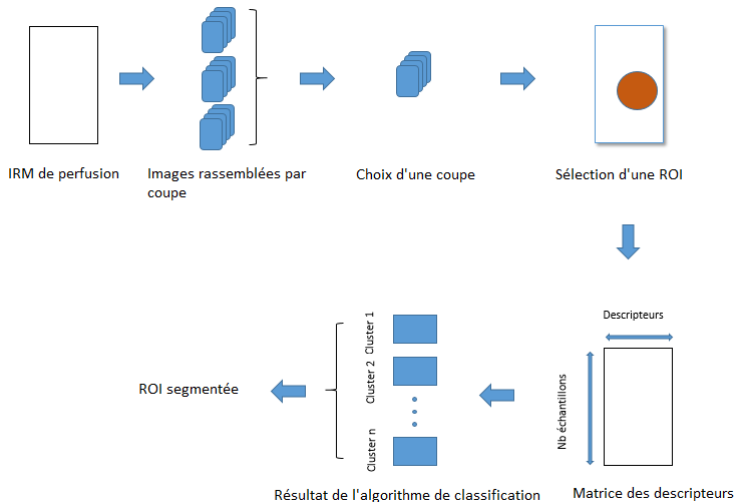 IRM de perfusion
Images rassemblées par
coupe
Choix d'une coupe
Sélection d'une ROI
Descripteurs
Nb échantillons
Matrice des descripteurs
Cluster 1
Cluster 2
Cluster n
Résultat de l'algorithme de classification
ROI segmentée